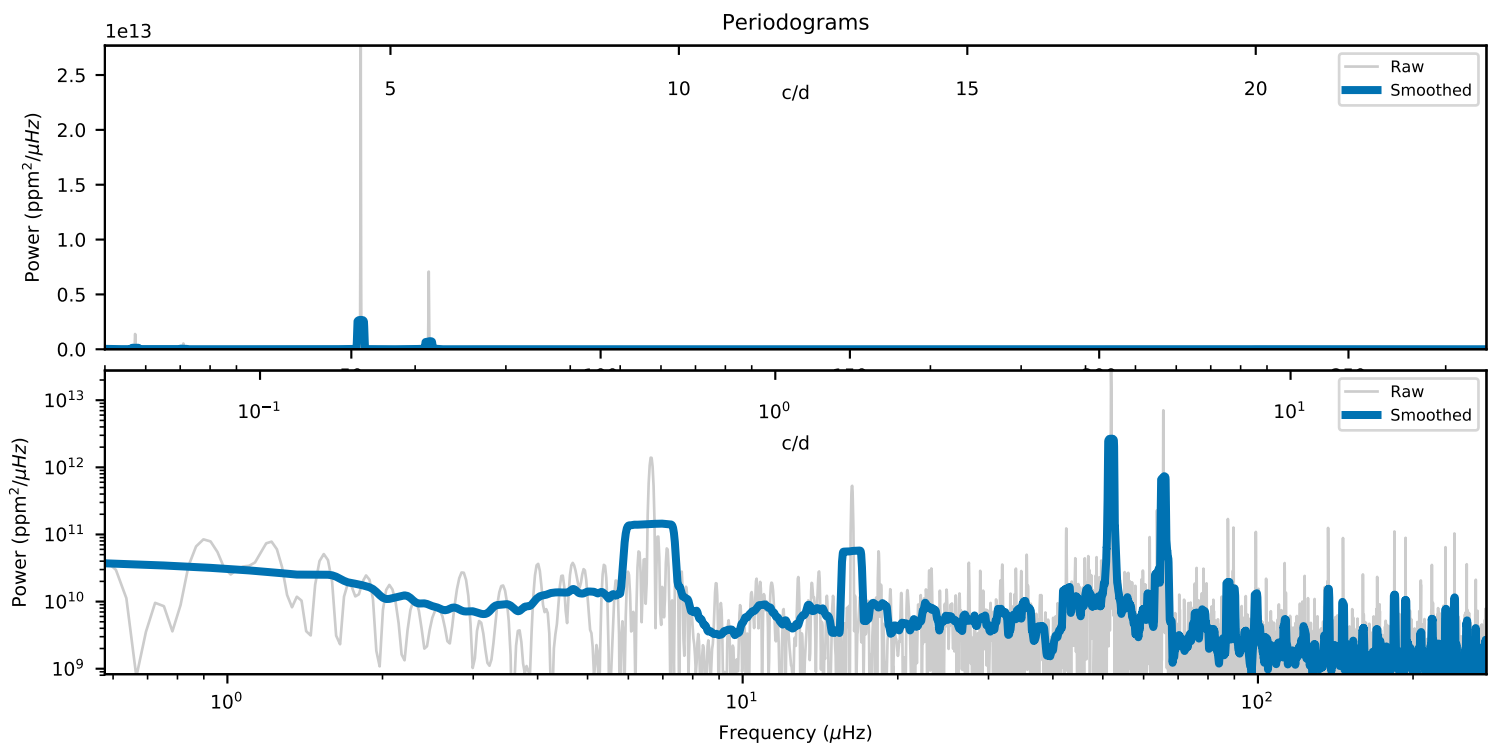 Periodograms
1e13
Raw
Smoothed
5
10
15
20
c/d
2.5
2.0
1.5
1.0
0.5
0.0
Power (ppm²/μHz)
10⁻¹
10⁰
10¹
c/d
Raw
Smoothed
10¹³
10¹²
10¹¹
10¹⁰
10⁹
Power (ppm²/μHz)
10⁰
10¹
10²
Frequency (μHz)